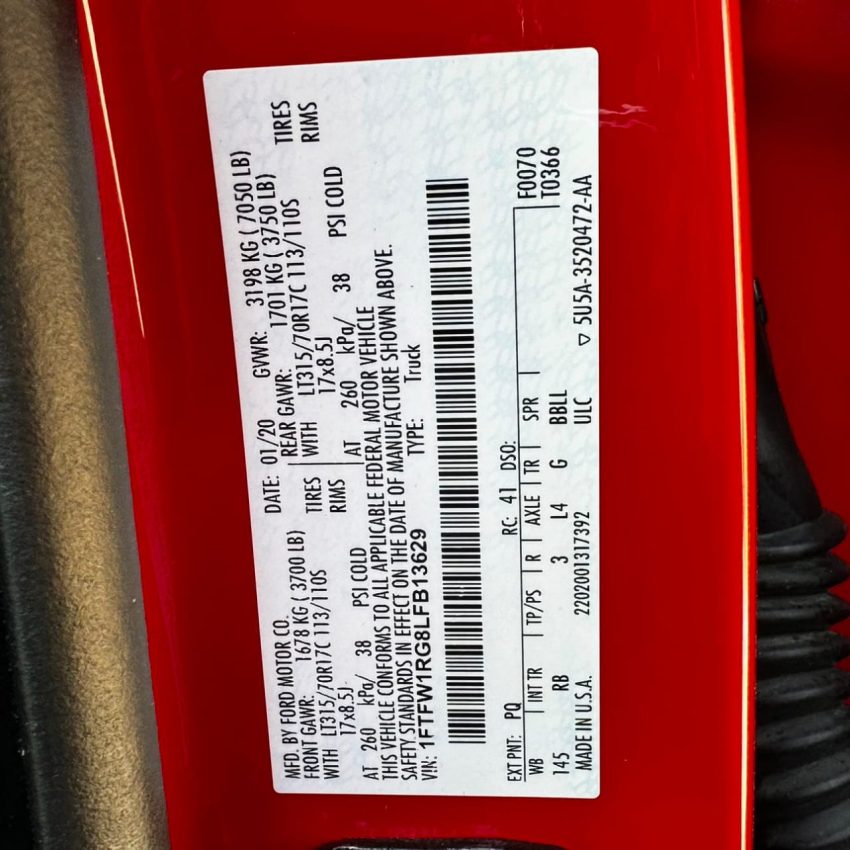 MFD. BY FORD MOTOR CO. DATE: 01/20 GVWR: 3198 KG ( 7050 LB)
FRONT GAWR: 1678 KG ( 3700 LB) REAR GAWR: 1701 KG ( 3750 LB)
WITH LT315/70R17C 113/110S TIRES WITH LT315/70R17C 113/110S TIRES
17x8.5J RIMS 17x8.5J RIMS
AT 260 kPa/ 38 PSI COLD AT 260 kPa/ 38 PSI COLD
THIS VEHICLE CONFORMS TO ALL APPLICABLE FEDERAL MOTOR VEHICLE
SAFETY STANDARDS IN EFFECT ON THE DATE OF MANUFACTURE SHOWN ABOVE.
VIN: 1FTFW1RG8LFB13629 TYPE: Truck
F0070
EXT PNT: PQ RC: 41 DSO: T0366
WB INT TR TP/PS R AXLE TR SPR
145 RB 3 L4 G BBLL
MADE IN U.S.A. 2202001317392 ULC ▽ 5U5A-3520472-AA